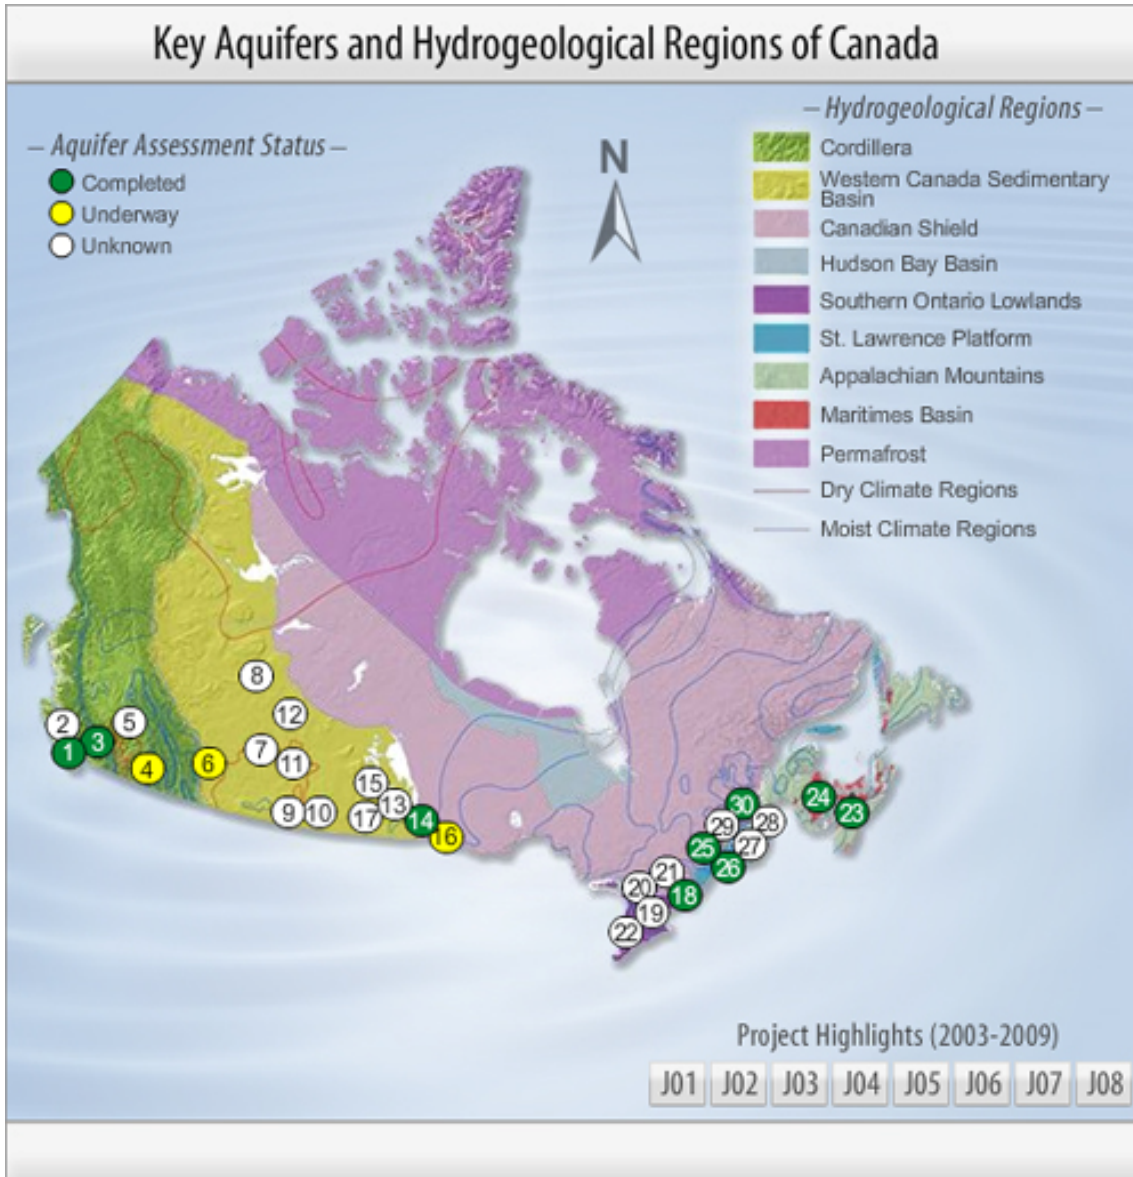 Key Aquifers and Hydrogeological Regions of Canada
– Aquifer Assessment Status –
Completed
Underway
Unknown
N
– Hydrogeological Regions –
Cordillera
Western Canada Sedimentary
Basin
Canadian Shield
Hudson Bay Basin
Southern Ontario Lowlands
St. Lawrence Platform
Appalachian Mountains
Maritimes Basin
Permafrost
Dry Climate Regions
Moist Climate Regions
8
12
2
5
3
1
7
6
4
11
15
13
9
10
17
14
16
30
24
23
29
28
25
27
26
21
20
18
19
22
Project Highlights (2003-2009)
J01 J02 J03 J04 J05 J06 J07 J08